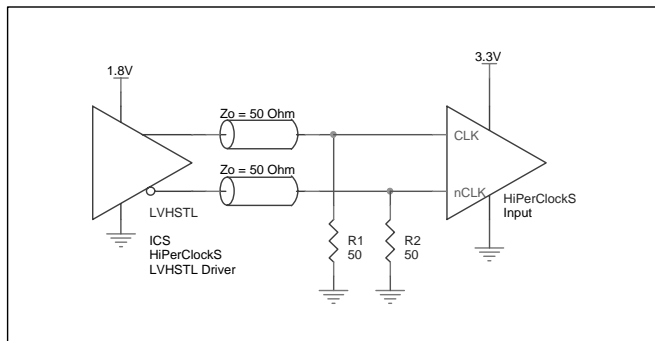 1.8V
3.3V
Zo = 50 Ohm
CLK
Zo = 50 Ohm
nCLK
HiPerClockS
Input
LVHSTL
ICS
HiPerClockS
LVHSTL Driver
R1
50
R2
50